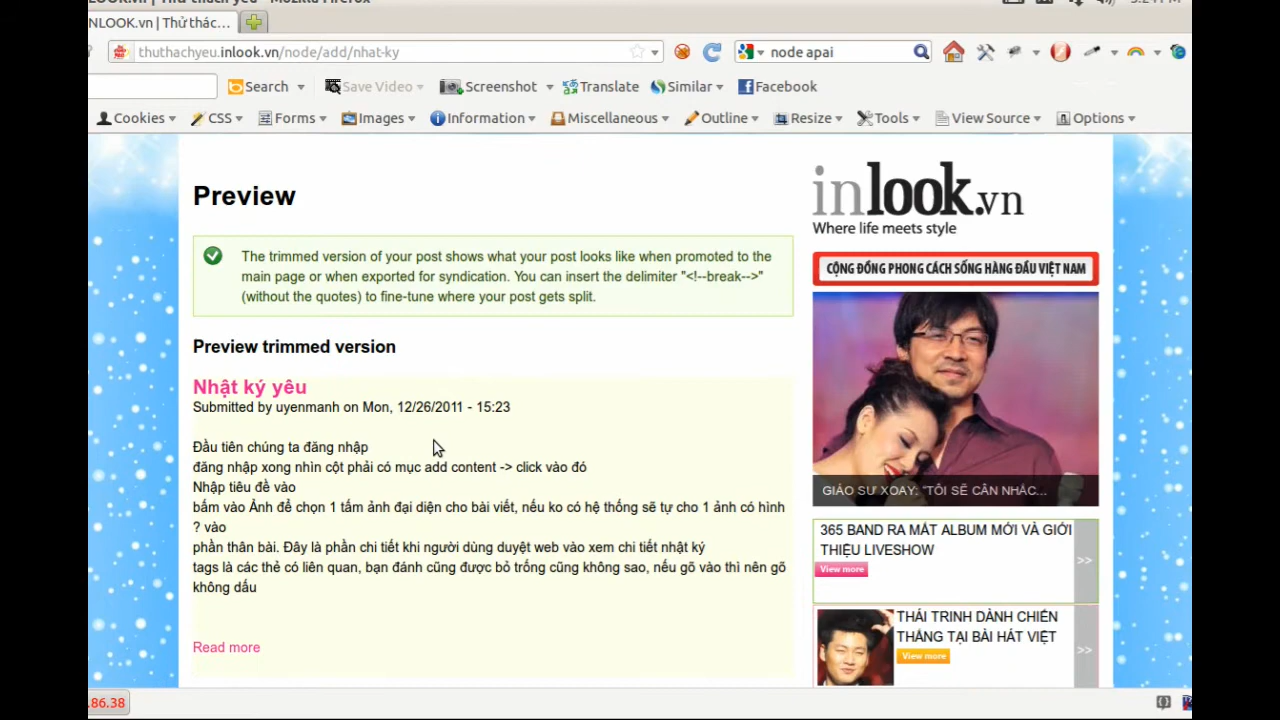 NLOOK.vn | Thử thác...
thuthachyeu.inlook.vn/node/add/nhat-ky
node apai
Search
Save Video
Screenshot
Translate
Similar
Facebook
Cookies
CSS
Forms
Images
Information
Miscellaneous
Outline
Resize
Tools
View Source
Options
Preview
The trimmed version of your post shows what your post looks like when promoted to the
main page or when exported for syndication. You can insert the delimiter "<!--break-->"
(without the quotes) to fine-tune where your post gets split.
Preview trimmed version
Nhật ký yêu
Submitted by uyenmanh on Mon, 12/26/2011 - 15:23
Đầu tiên chúng ta đăng nhập
đăng nhập xong nhìn cột phải có mục add content -> click vào đó
Nhập tiêu đề vào
bấm vào Ảnh để chọn 1 tấm ảnh đại diện cho bài viết, nếu ko có hệ thống sẽ tự cho 1 ảnh có hình
? vào
phần thân bài. Đây là phần chi tiết khi người dùng duyệt web vào xem chi tiết nhật ký
tags là các thẻ có liên quan, bạn đánh cũng được bỏ trống cũng không sao, nếu gõ vào thì nên gõ
không dấu
Read more
inlook.vn
Where life meets style
CỘNG ĐỒNG PHONG CÁCH SỐNG HÀNG ĐẦU VIỆT NAM
GIÁO SƯ XOAY: "TÔI SẼ CÂN NHẮC...
365 BAND RA MẮT ALBUM MỚI VÀ GIỚI
THIỆU LIVESHOW
View more
>>
THÁI TRINH DÀNH CHIẾN
THẮNG TẠI BÀI HÁT VIỆT
View more
>>
.86.38